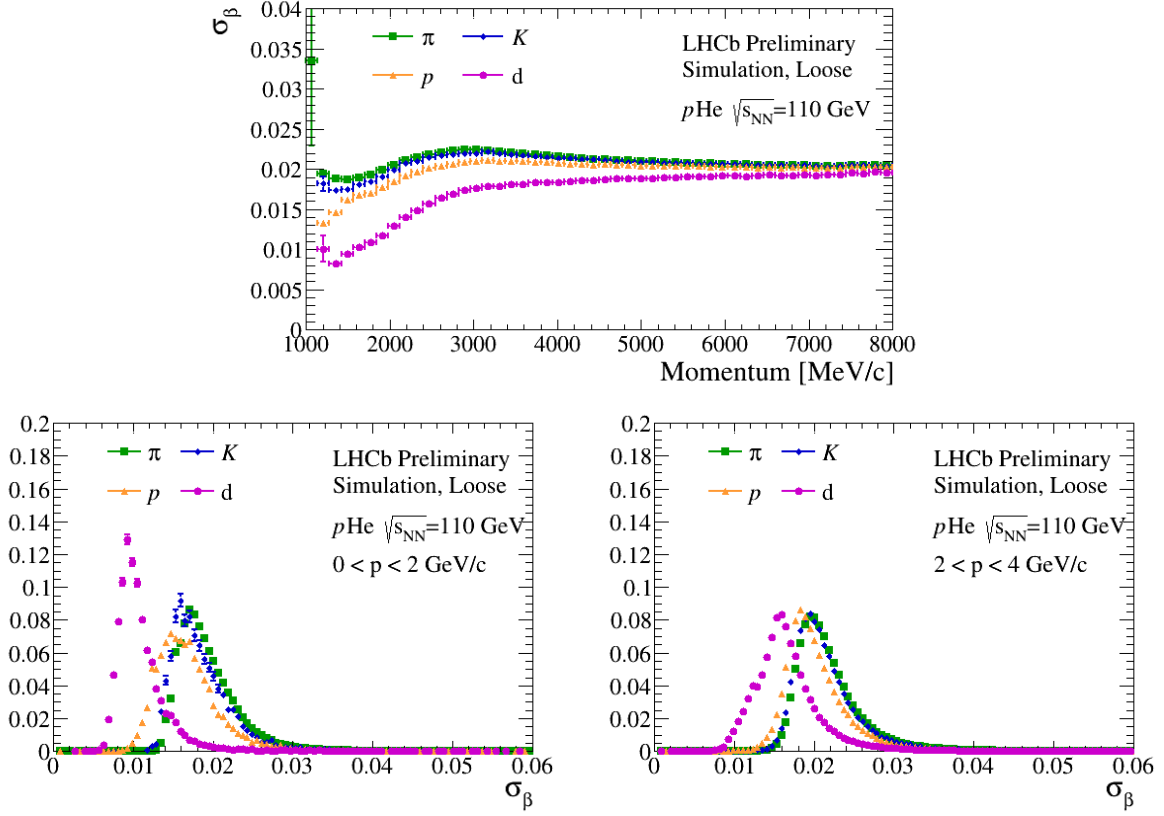 σβ
0.04
0.035
0.03
0.025
0.02
0.015
0.01
0.005
0
π K
p d
LHCb Preliminary
Simulation, Loose
pHe √sNN=110 GeV
1000 2000 3000 4000 5000 6000 7000 8000
Momentum [MeV/c]
0.2
0.18
0.16
0.14
0.12
0.1
0.08
0.06
0.04
0.02
0
π K
p d
LHCb Preliminary
Simulation, Loose
pHe √sNN=110 GeV
0 < p < 2 GeV/c
0 0.01 0.02 0.03 0.04 0.05 0.06
σβ
0.2
0.18
0.16
0.14
0.12
0.1
0.08
0.06
0.04
0.02
0
π K
p d
LHCb Preliminary
Simulation, Loose
pHe √sNN=110 GeV
2 < p < 4 GeV/c
0 0.01 0.02 0.03 0.04 0.05 0.06
σβ